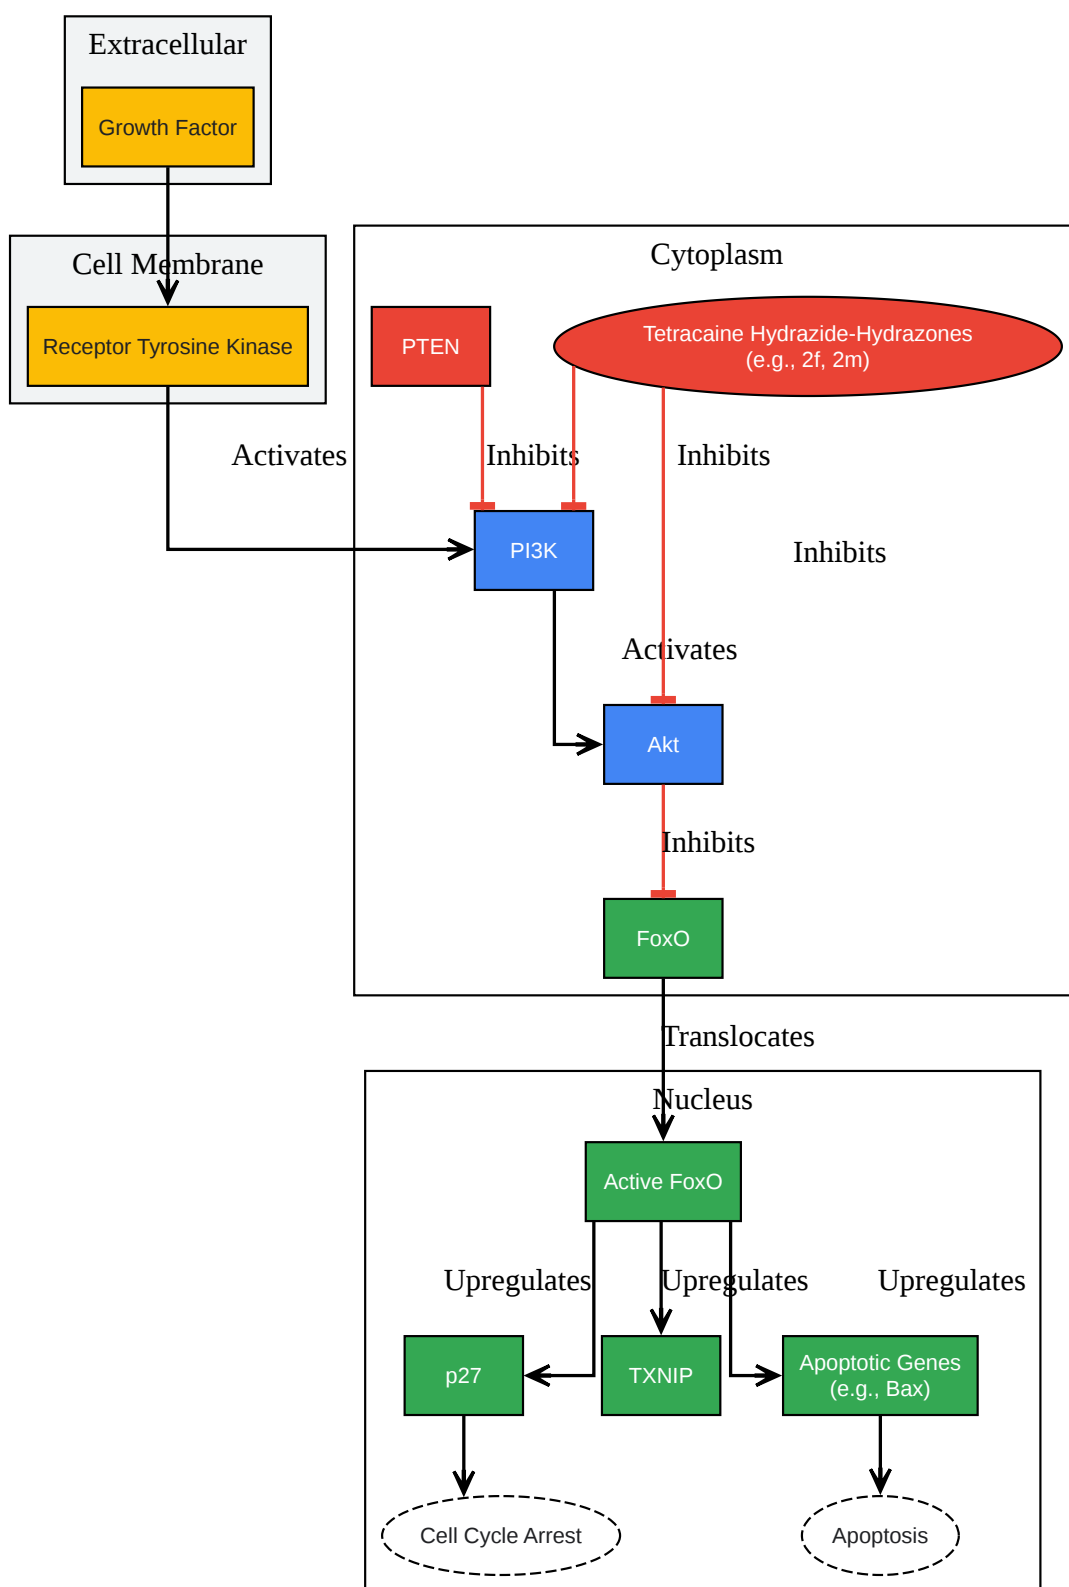 Extracellular
Growth Factor
Cell Membrane
Receptor Tyrosine Kinase
Cytoplasm
PTEN
Tetracaine Hydrazide-Hydrazones
(e.g., 2f, 2m)
Activates
Inhibits
Inhibits
PI3K
Inhibits
Activates
Akt
Inhibits
FoxO
Translocates
Nucleus
Active FoxO
Upregulates
Upregulates
Upregulates
p27
TXNIP
Apoptotic Genes
(e.g., Bax)
Cell Cycle Arrest
Apoptosis